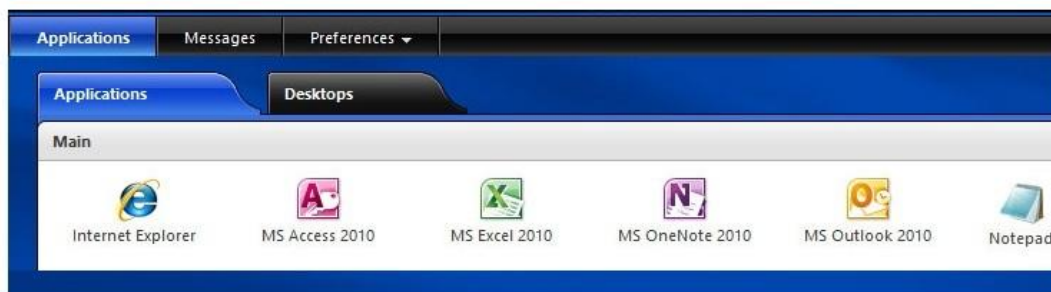 Applications Messages Preferences
Applications Desktops
Main
Internet Explorer MS Access 2010 MS Excel 2010 MS OneNote 2010 MS Outlook 2010 Notepad